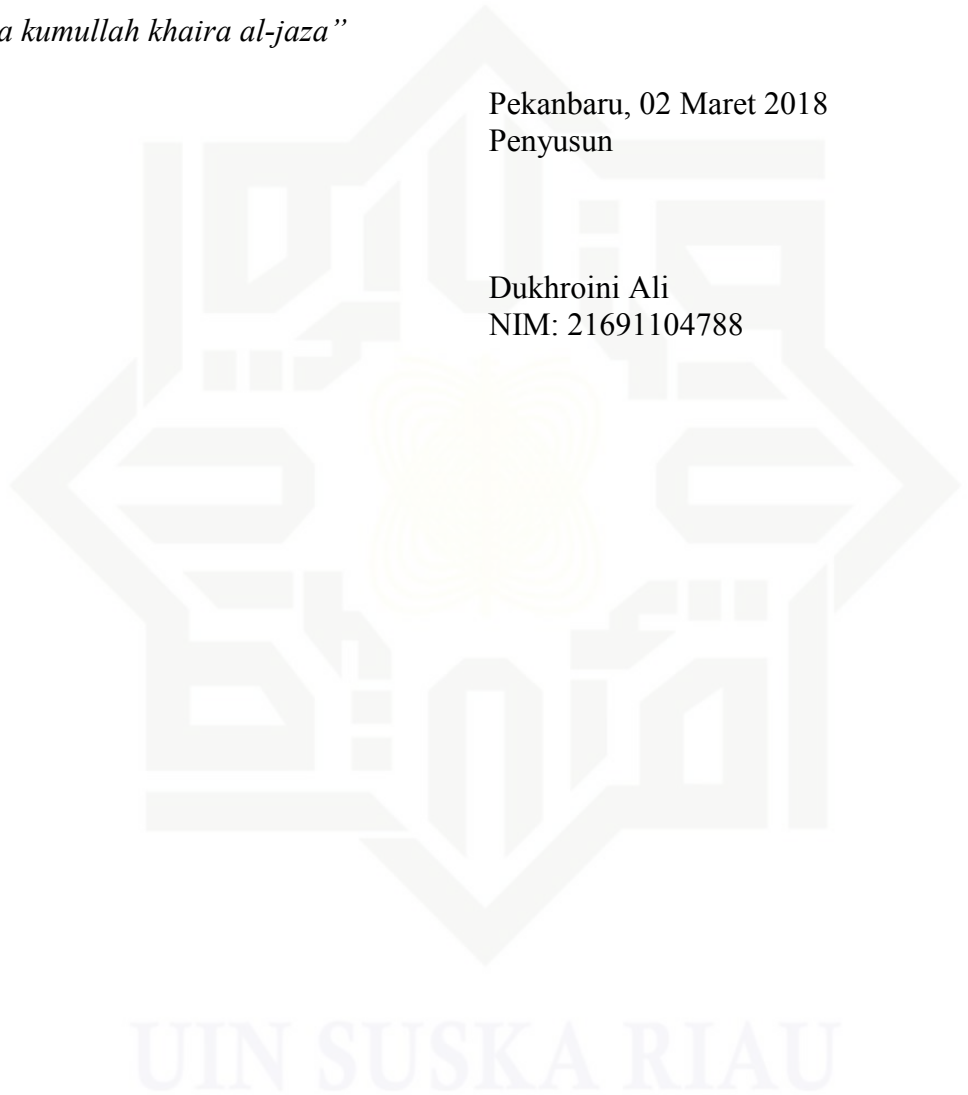 a kumullah khaira al-jaza”
Pekanbaru, 02 Maret 2018
Penyusun
Dukhroini Ali
NIM: 21691104788
UIN SUSKA RIAU